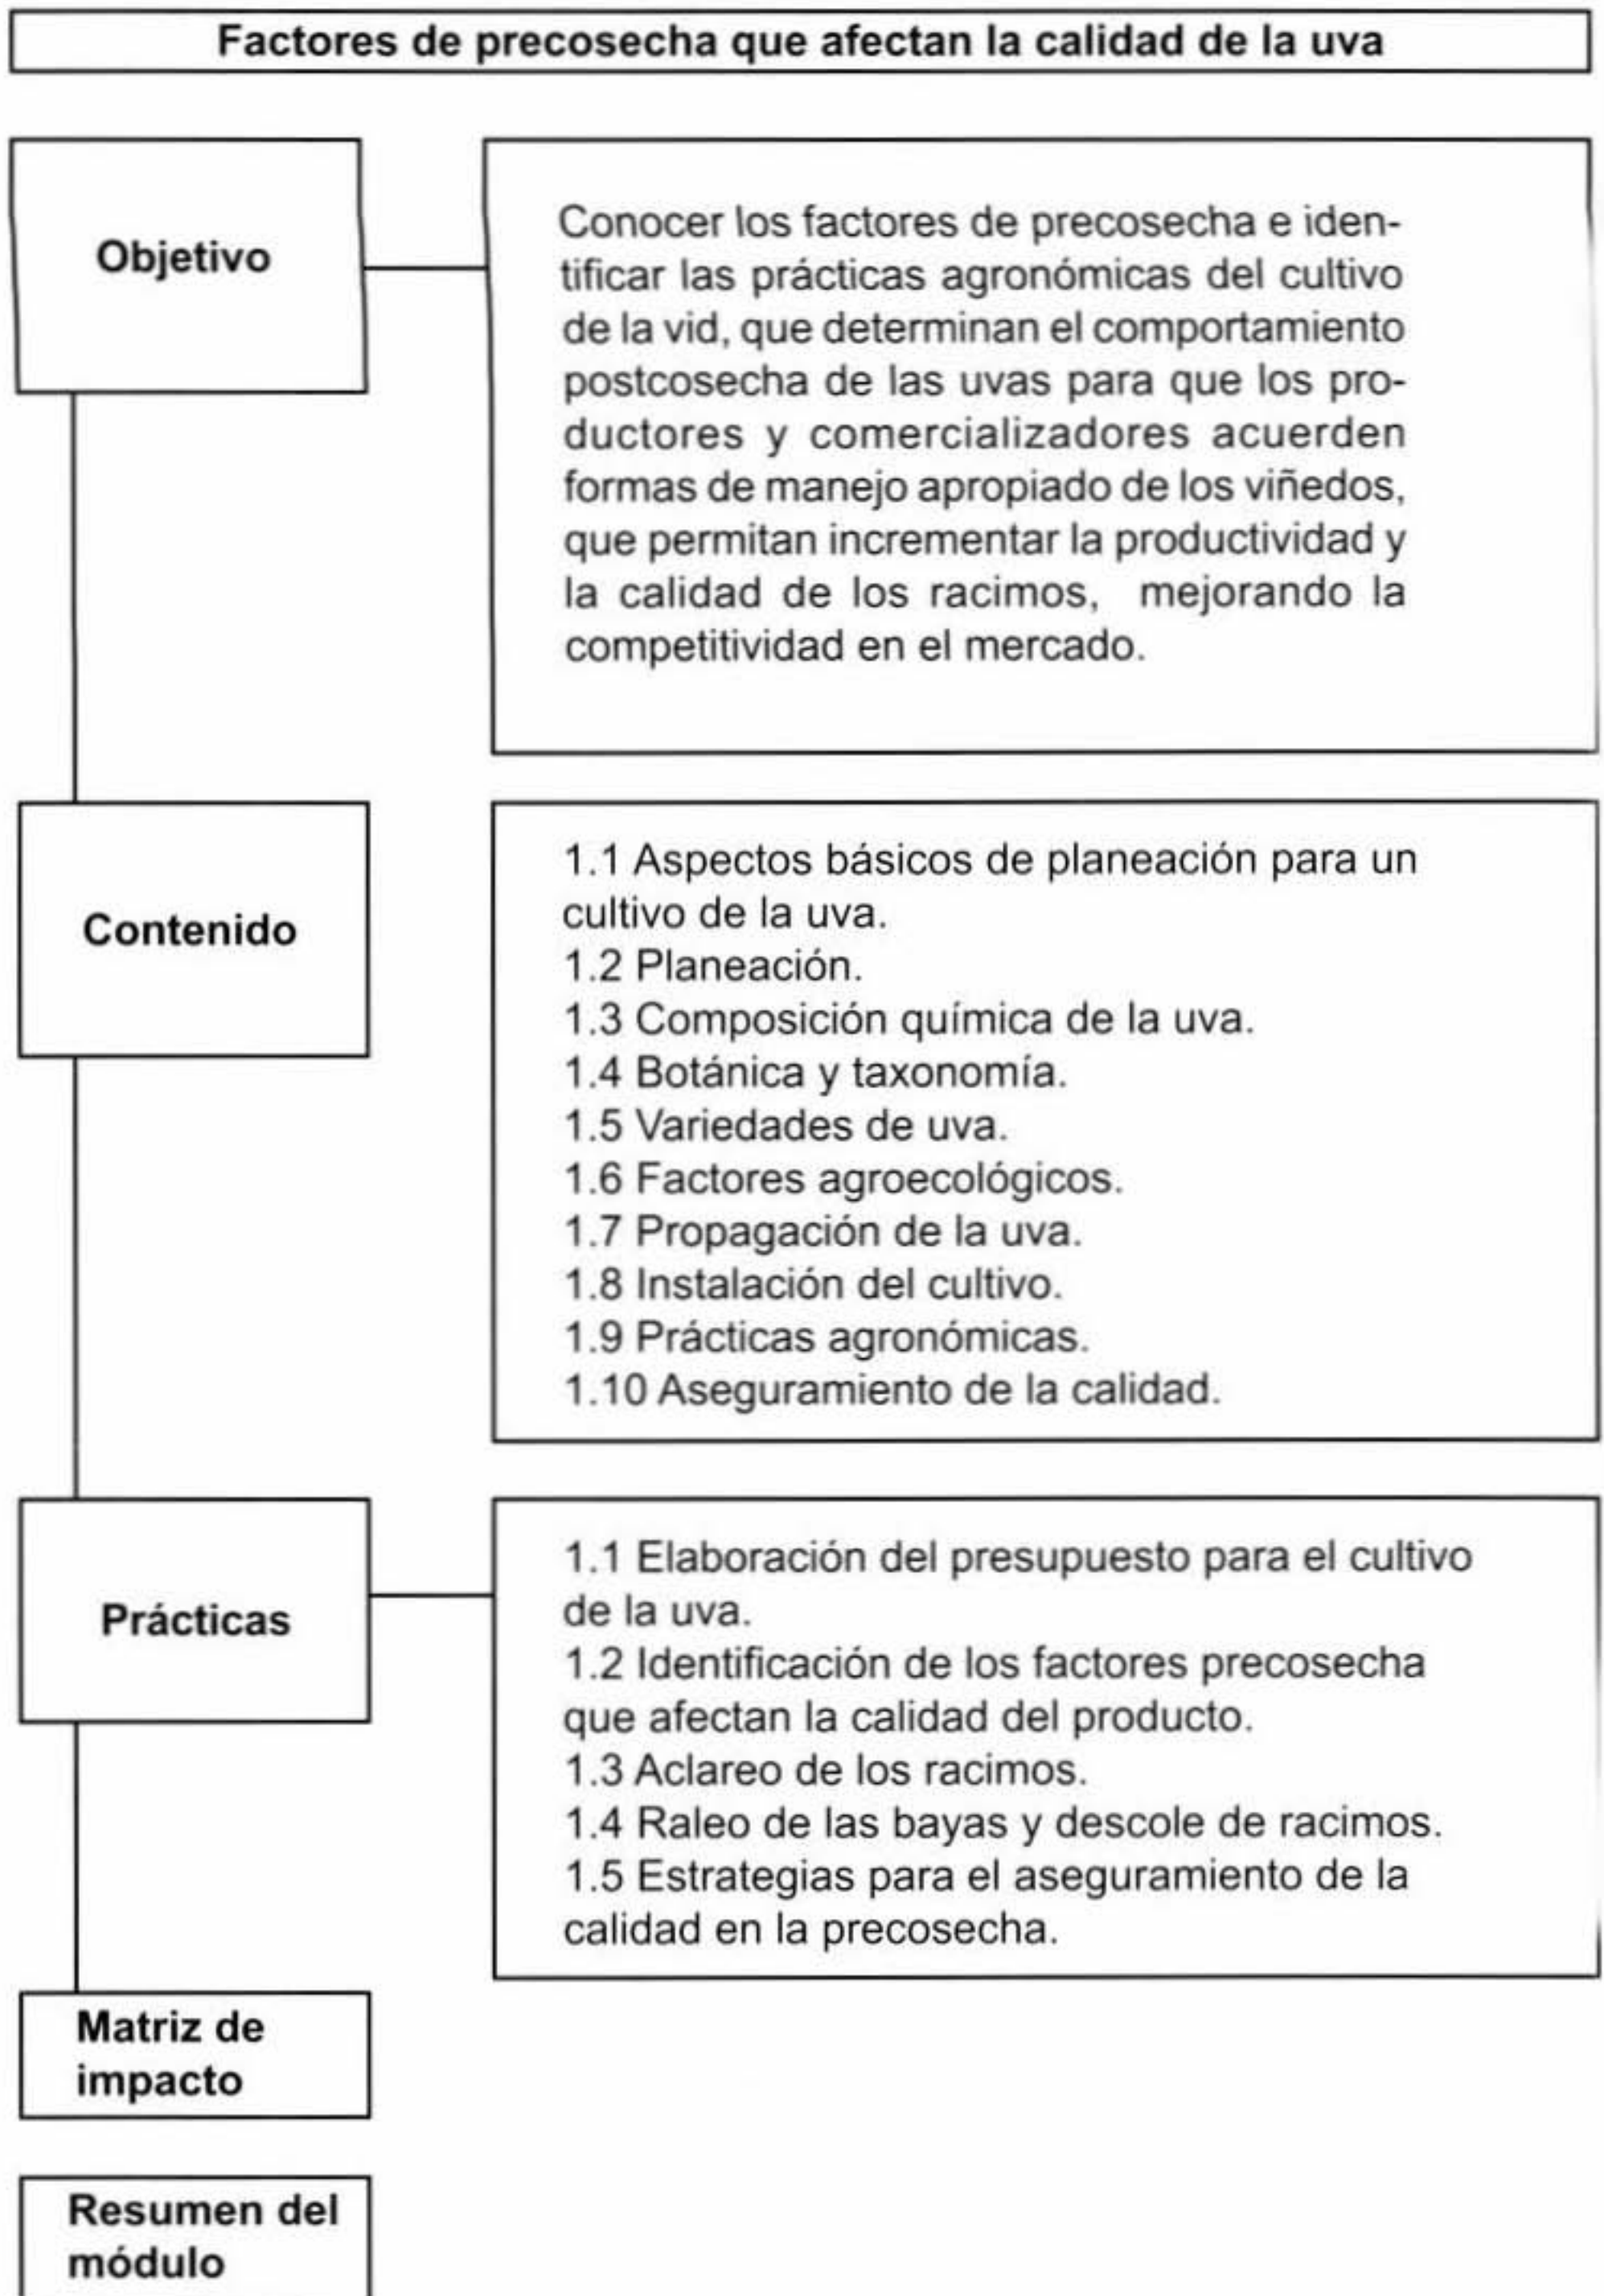 Factores de precosecha que afectan la calidad de la uva
Objetivo
Conocer los factores de precosecha e iden-
tificar las prácticas agronómicas del cultivo
de la vid, que determinan el comportamiento
postcosecha de las uvas para que los pro-
ductores y comercializadores acuerden
formas de manejo apropiado de los viñedos,
que permitan incrementar la productividad y
la calidad de los racimos, mejorando la
competitividad en el mercado.
Contenido
1.1 Aspectos básicos de planeación para un
cultivo de la uva.
1.2 Planeación.
1.3 Composición química de la uva.
1.4 Botánica y taxonomía.
1.5 Variedades de uva.
1.6 Factores agroecológicos.
1.7 Propagación de la uva.
1.8 Instalación del cultivo.
1.9 Prácticas agronómicas.
1.10 Aseguramiento de la calidad.
Prácticas
1.1 Elaboración del presupuesto para el cultivo
de la uva.
1.2 Identificación de los factores precosecha
que afectan la calidad del producto.
1.3 Aclareo de los racimos.
1.4 Raleo de las bayas y descole de racimos.
1.5 Estrategias para el aseguramiento de la
calidad en la precosecha.
Matriz de
impacto
Resumen del
módulo